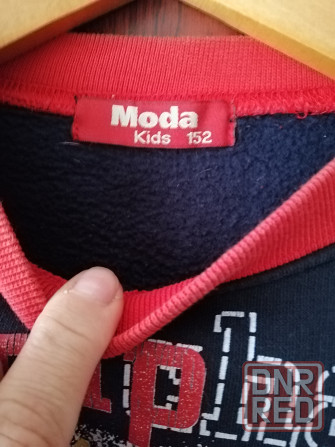 Moda
Kids 152
DNR
RED